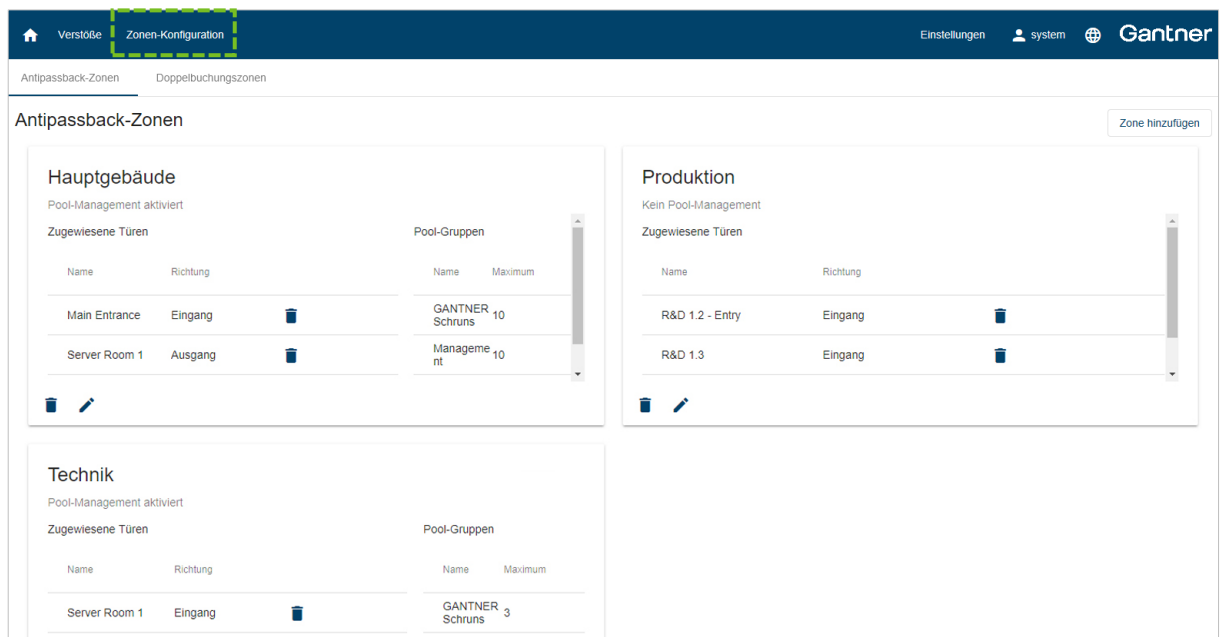 Verstöße Zonen-Konfiguration Einstellungen system Gantner
Antipassback-Zonen Doppelbuchungszonen
Antipassback-Zonen
Zone hinzufügen
Hauptgebäude
Pool-Management aktiviert
Zugewiesene Türen Pool-Gruppen
Name Richtung Name Maximum
Main Entrance Eingang GANTNER
Schruns 10
Server Room 1 Ausgang Manageme
nt 10
Produktion
Kein Pool-Management
Zugewiesene Türen
Name Richtung
R&D 1.2 - Entry Eingang
R&D 1.3 Eingang
Technik
Pool-Management aktiviert
Zugewiesene Türen Pool-Gruppen
Name Richtung Name Maximum
Server Room 1 Eingang GANTNER
Schruns 3